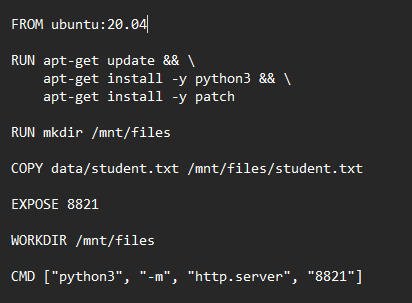 FROM ubuntu:20.04
RUN apt-get update && \
apt-get install -y python3 && \
apt-get install -y patch
RUN mkdir /mnt/files
COPY data/student.txt /mnt/files/student.txt
EXPOSE 8821
WORKDIR /mnt/files
CMD ["python3", "-m", "http.server", "8821"]